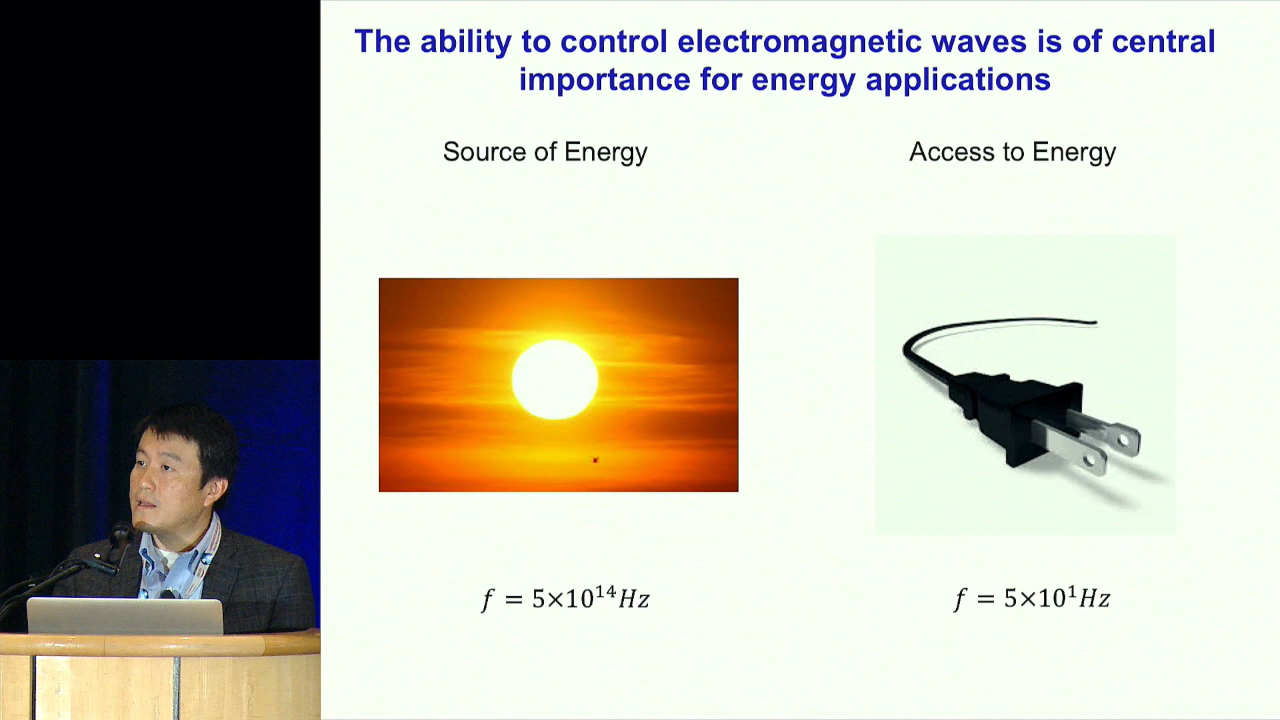 The ability to control electromagnetic waves is of central
importance for energy applications
Source of Energy
Access to Energy
f = 5×10¹⁴Hz
f = 5×10¹Hz